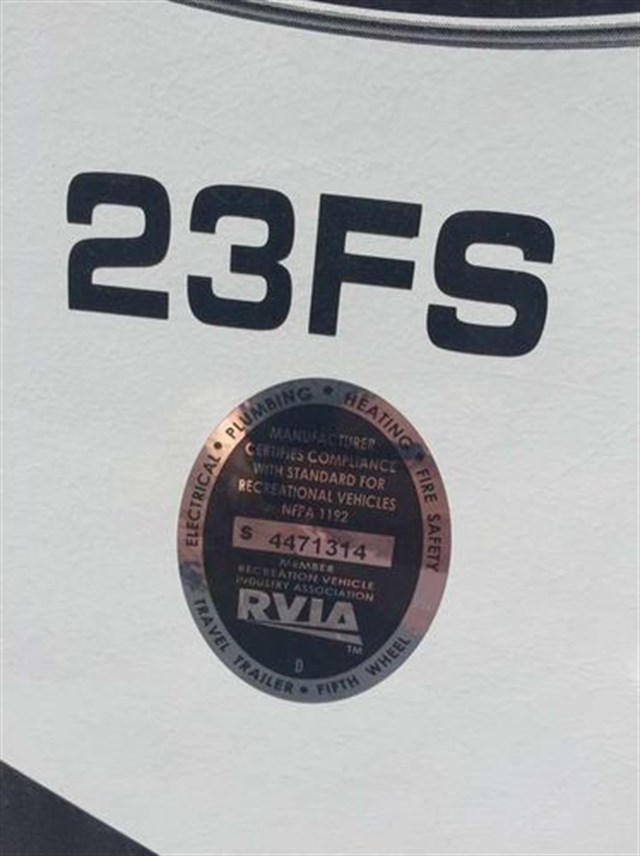 23FS
ELECTRICAL • PLUMBING • HEATING • FIRE SAFETY
MANUFACTURER
CERTIFIES COMPLIANCE
WITH STANDARD FOR
RECREATIONAL VEHICLES
NFPA 1192
S 4471314
MEMBER
RECREATION VEHICLE
INDUSTRY ASSOCIATION
RVIA
TM
D
TRAVEL TRAILER • FIFTH WHEEL